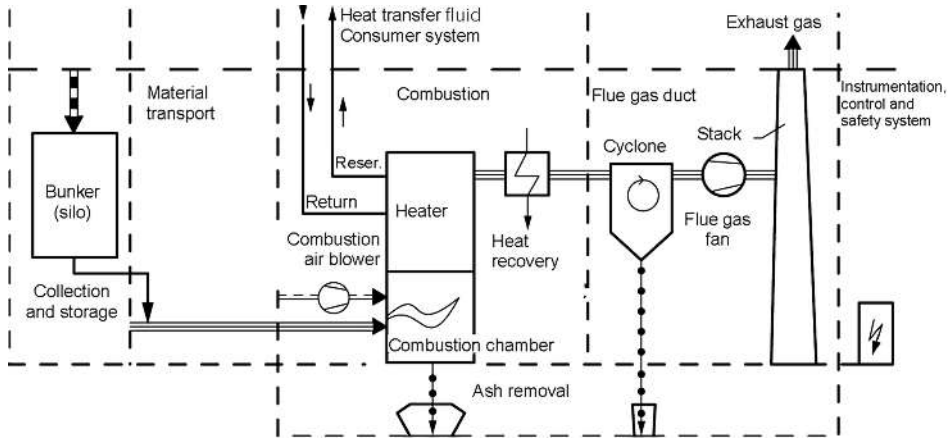 Heat transfer fluid
Consumer system
Exhaust gas
Material
transport
Combustion
Flue gas duct
Instrumentation,
control and
safety system
Stack
Cyclone
Bunker
(silo)
Reser.
Return
Heater
Heat
recovery
Flue gas
fan
Combustion
air blower
Collection
and storage
Combustion chamber
Ash removal